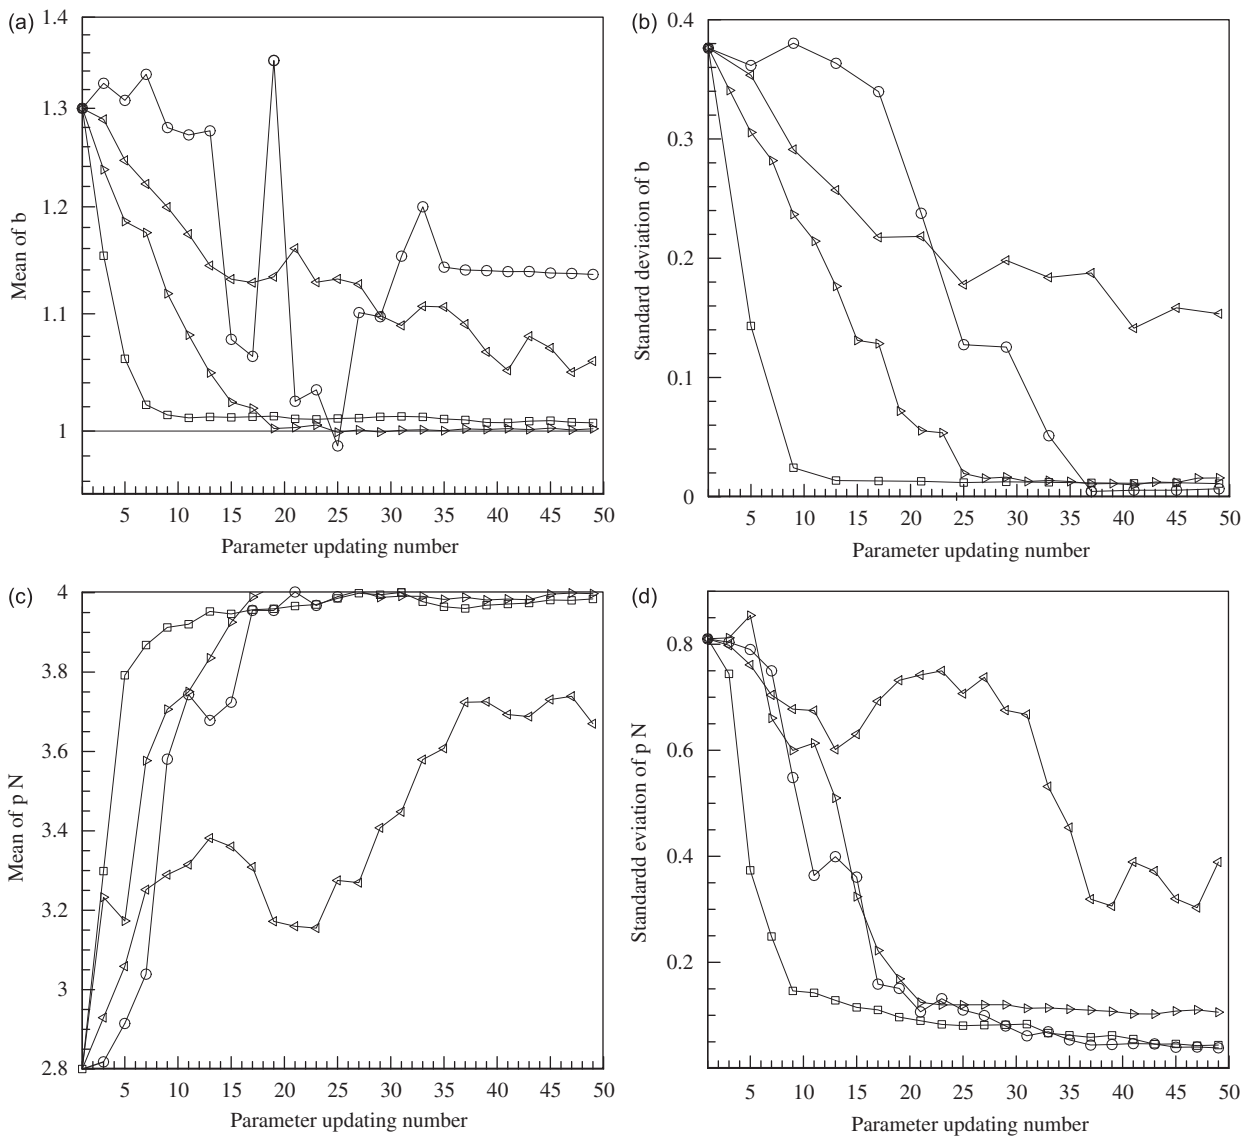 (a)
1.4
1.3
1.2
1.1
1
Mean of b
5 10 15 20 25 30 35 40 45 50
Parameter updating number
(b)
0.4
0.3
0.2
0.1
0
Standard deviation of b
5 10 15 20 25 30 35 40 45 50
Parameter updating number
(c)
4
3.8
3.6
3.4
3.2
3
2.8
Mean of p N
5 10 15 20 25 30 35 40 45 50
Parameter updating number
(d)
0.8
0.6
0.4
0.2
Standardd eviation of p N
5 10 15 20 25 30 35 40 45 50
Parameter updating number